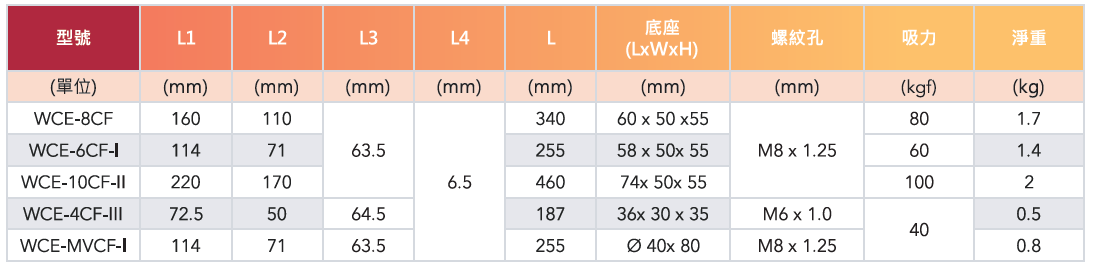 型號 L1 L2 L3 L4 L 底座 (LxWxH) 螺紋孔 吸力 淨重
(單位) (mm) (mm) (mm) (mm) (mm) (mm) (mm) (kgf) (kg)
WCE-8CF 160 110 63.5 6.5 340 60 x 50 x55 M8 x 1.25 80 1.7
WCE-6CF-I 114 71 255 58 x 50x 55 60 1.4
WCE-10CF-II 220 170 460 74x 50x 55 100 2
WCE-4CF-III 72.5 50 64.5 187 36x 30 x 35 M6 x 1.0 40 0.5
WCE-MVCF-I 114 71 63.5 255 Ø 40x 80 M8 x 1.25 0.8